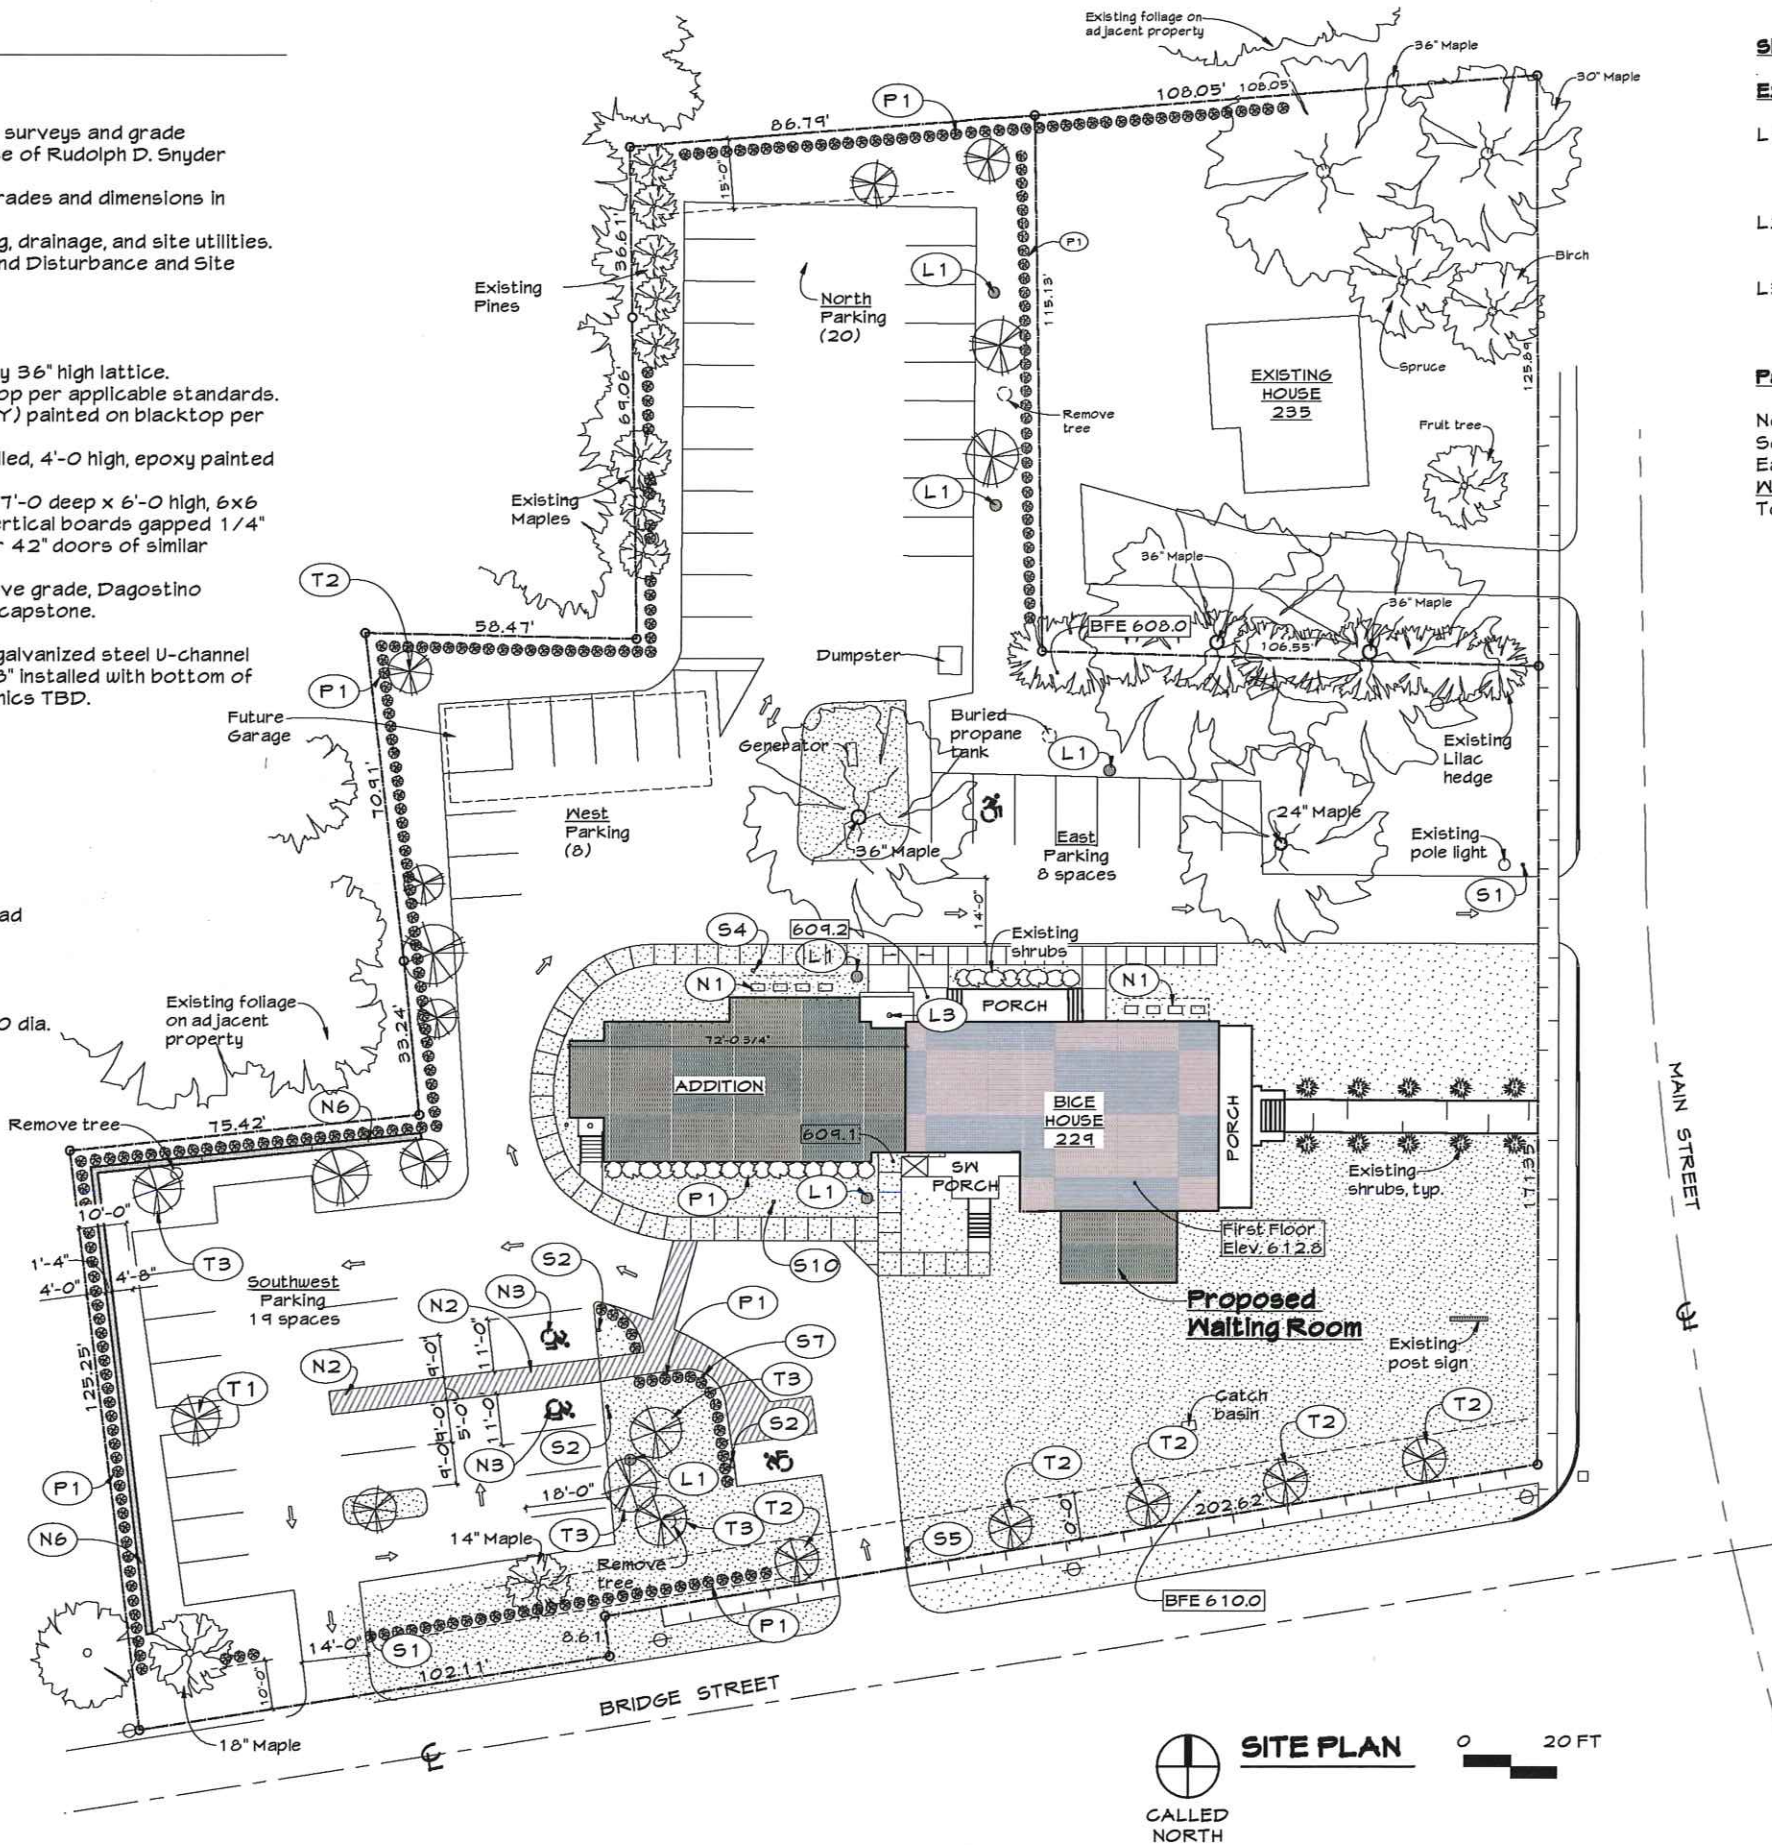 surveys and grade
e of Rudolph D. Snyder
rades and dimensions in
g, drainage, and site utilities.
nd Disturbance and Site
y 36" high lattice.
op per applicable standards.
Y) painted on blacktop per
lled, 4'-0 high, epoxy painted
7'-0 deep x 6'-0 high, 6x6
ertical boards gapped 1/4"
r 42" doors of similar
ve grade, Dagostino
capstone.
galvanized steel U-channel
8" installed with bottom of
nics TBD.
ad
0 dia.
Existing foliage on
adjacent property
36" Maple
30" Maple
108.05'
108.05'
P1
86.79'
15'-0"
36.61'
P1
L1
Existing
Pines
North
Parking
(20)
115.13'
Birch
Spruce
125.89'
EXISTING
HOUSE
235
69.06'
Remove
tree
Fruit tree
L1
Existing
Maples
36" Maple
36" Maple
T2
58.47'
BFE 608.0
106.55'
Dumpster
P1
Future
Garage
Generator
Buried
propane
tank
L1
Existing
Lilac
hedge
70.91'
West
Parking
(8)
36" Maple
East
Parking
8 spaces
24" Maple
Existing
pole light
S1
14'-0"
S4
609.2
Existing
shrubs
L1
N1
PORCH
N1
L3
Existing foliage
on adjacent
property
33.24'
72'-0 3/4"
ADDITION
BICE
HOUSE
229
PORCH
MAIN STREET
N6
Remove tree
75.42'
609.1
SW
PORCH
P1
L1
Existing
shrubs, typ.
171.35'
10'-0"
First Floor
Elev. 612.8
1'-4"
4'-0"
4'-8"
T3
S2
S10
Southwest
Parking
19 spaces
N3
N2
P1
Proposed
Waiting Room
S7
Existing
post sign
N2
9'-0"
11'-0"
T3
125.25'
T1
5'-0"
11'-0"
9'-0"
9'-0"
S2
S2
Catch
basin
T2
T2
T2
T2
N3
L1
P1
18'-0"
T2
202.62'
N6
14" Maple
T3
T3
Remove
tree
S5
BFE 610.0
P1
14'-0"
S1
8.61
102.11'
10'-0"
18" Maple
BRIDGE STREET
SITE PLAN
0 20 FT
CALLED
NORTH
S
E
L
L
L
P
N
S
Ea
W
To